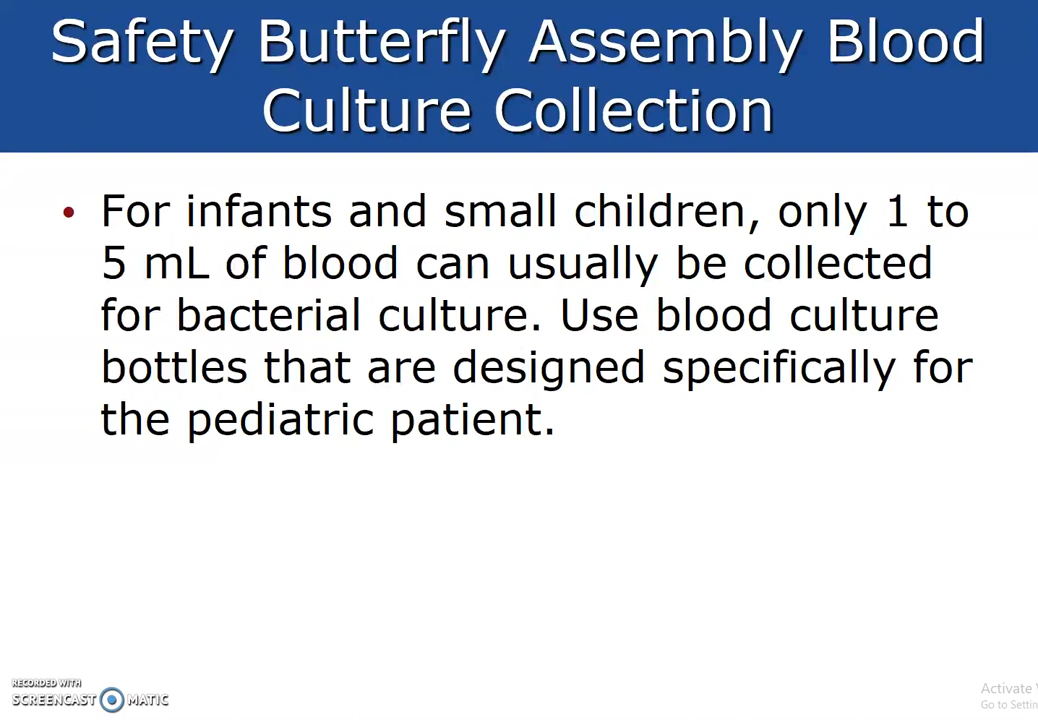 Safety Butterfly Assembly Blood
Culture Collection
• For infants and small children, only 1 to
5 mL of blood can usually be collected
for bacterial culture. Use blood culture
bottles that are designed specifically for
the pediatric patient.
RECORDED WITH
SCREENCAST MATIC
Activate
Go to Settin